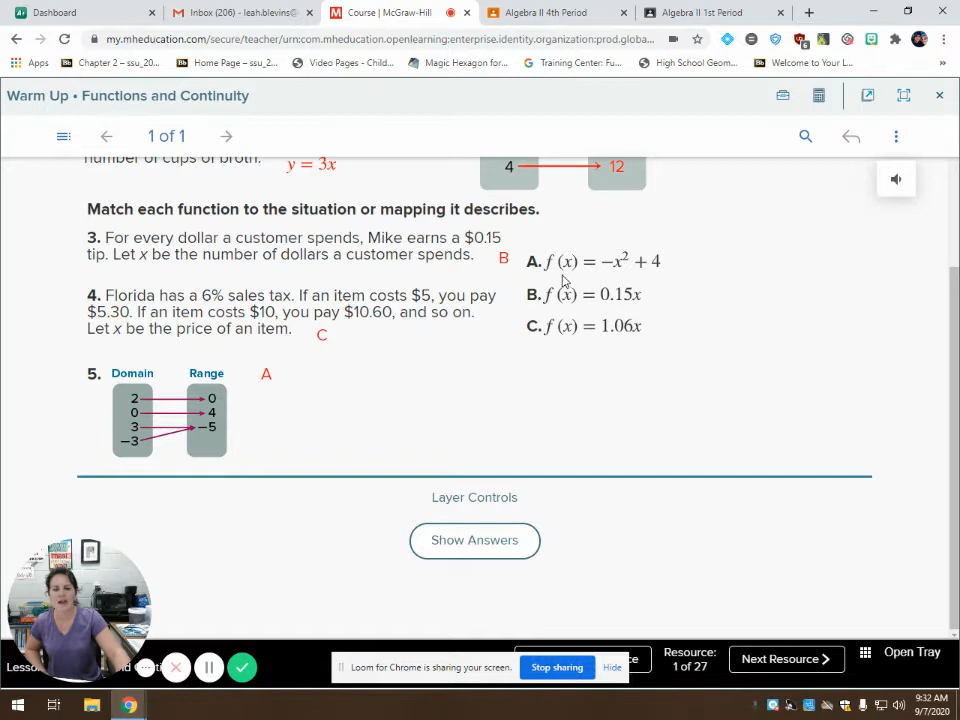 Dashboard
Inbox (206) - leah.blevins@
Course | McGraw-Hill
Algebra II 4th Period
Algebra II 1st Period
my.mheducation.com/secure/teacher/urn:com.mheducation.openlearning:enterprise.identity.organization:prod.globa...
Apps
Chapter 2 – ssu_20...
Home Page – ssu_2...
Video Pages - Child...
Magic Hexagon for...
Training Center: Fu...
High School Geom...
Welcome to your 1...
Warm Up • Functions and Continuity
1 of 1
number of cups of broth.
y = 3x
4
12
Match each function to the situation or mapping it describes.
3. For every dollar a customer spends, Mike earns a $0.15
tip. Let x be the number of dollars a customer spends.
B
4. Florida has a 6% sales tax. If an item costs $5, you pay
$5.30. If an item costs $10, you pay $10.60, and so on.
Let x be the price of an item.
C
A. f (x) = −x² + 4
B. f (x) = 0.15x
C. f (x) = 1.06x
5.
Domain
Range
A
2
0
0
4
3
−5
−3
Layer Controls
Show Answers
Loom for Chrome is sharing your screen.
Stop sharing
Hide
Resource:
1 of 27
Next Resource
Open Tray
9:32 AM
9/7/2020